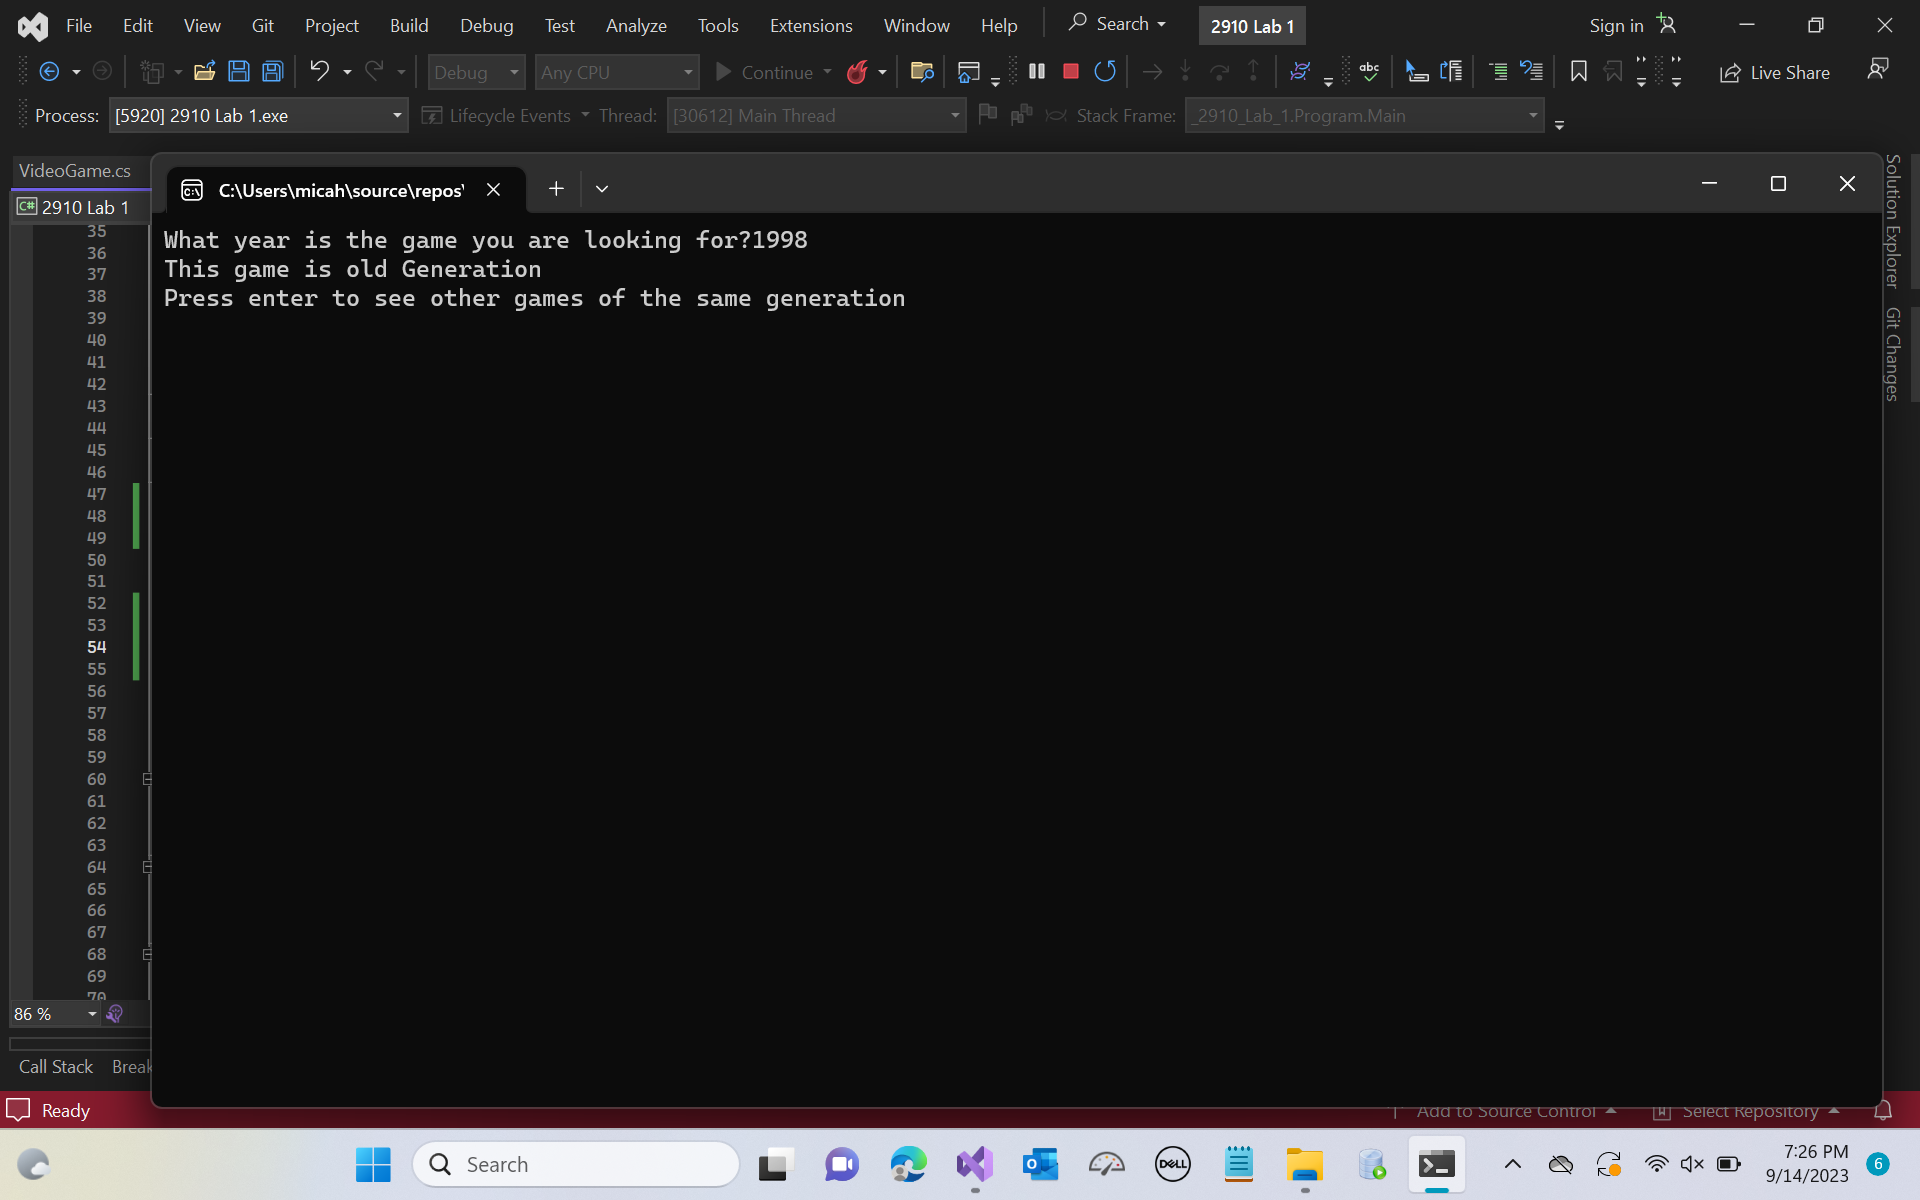 File Edit View Git Project Build Debug Test Analyze Tools Extensions Window Help Search 2910 Lab 1 Sign in
Debug Any CPU Continue abc Live Share
Process: [5920] 2910 Lab 1.exe Lifecycle Events Thread: [30612] Main Thread Stack Frame: _2910_Lab_1.Program.Main
VideoGame.cs
C:\Users\micah\source\repos\
C# 2910 Lab 1
Solution Explorer
Git Changes
What year is the game you are looking for?1998
This game is old Generation
Press enter to see other games of the same generation
35
36
37
38
39
40
41
42
43
44
45
46
47
48
49
50
51
52
53
54
55
56
57
58
59
60
61
62
63
64
65
66
67
68
69
70
86 %
Call Stack Break
Ready Add to Source Control Select Repository
Search DELL 7:26 PM
9/14/2023 6